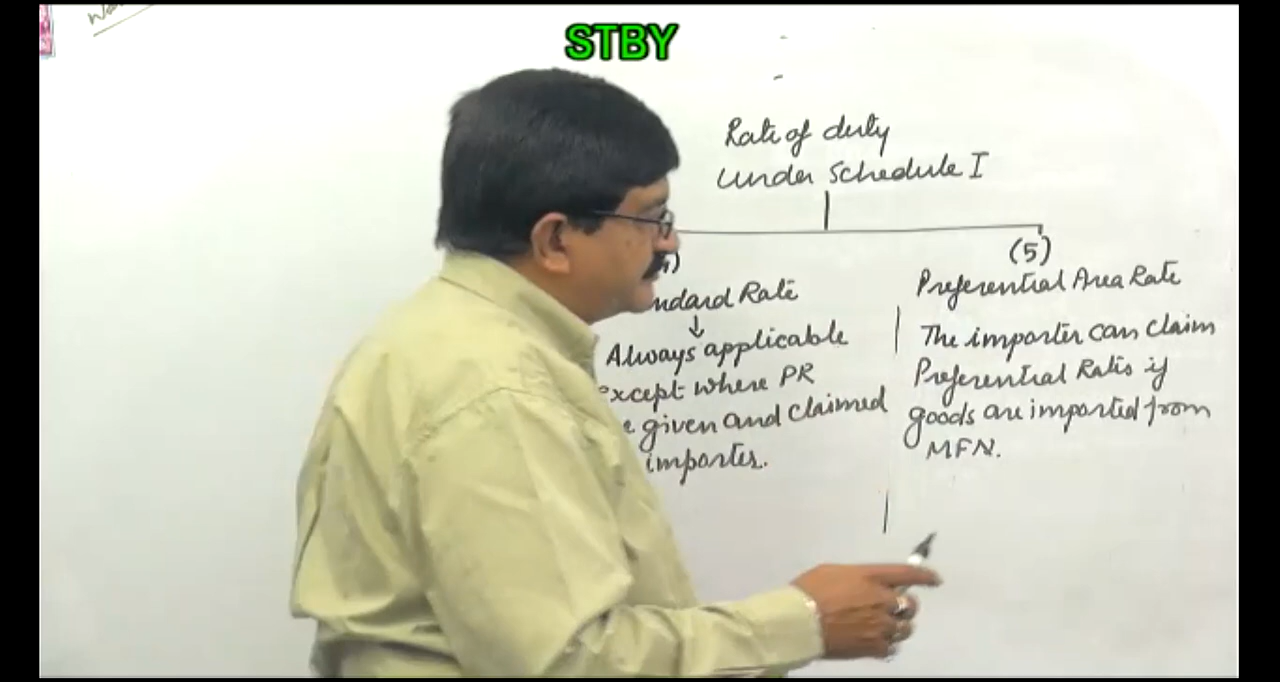 STBY
Rate of duty
under Schedule I
(5)
ndard Rate
Always applicable
except where PR
e given and claimed
importer.
Preferential Area Rate
The importer can claim
Preferential Rates if
goods are imported from
MFN.